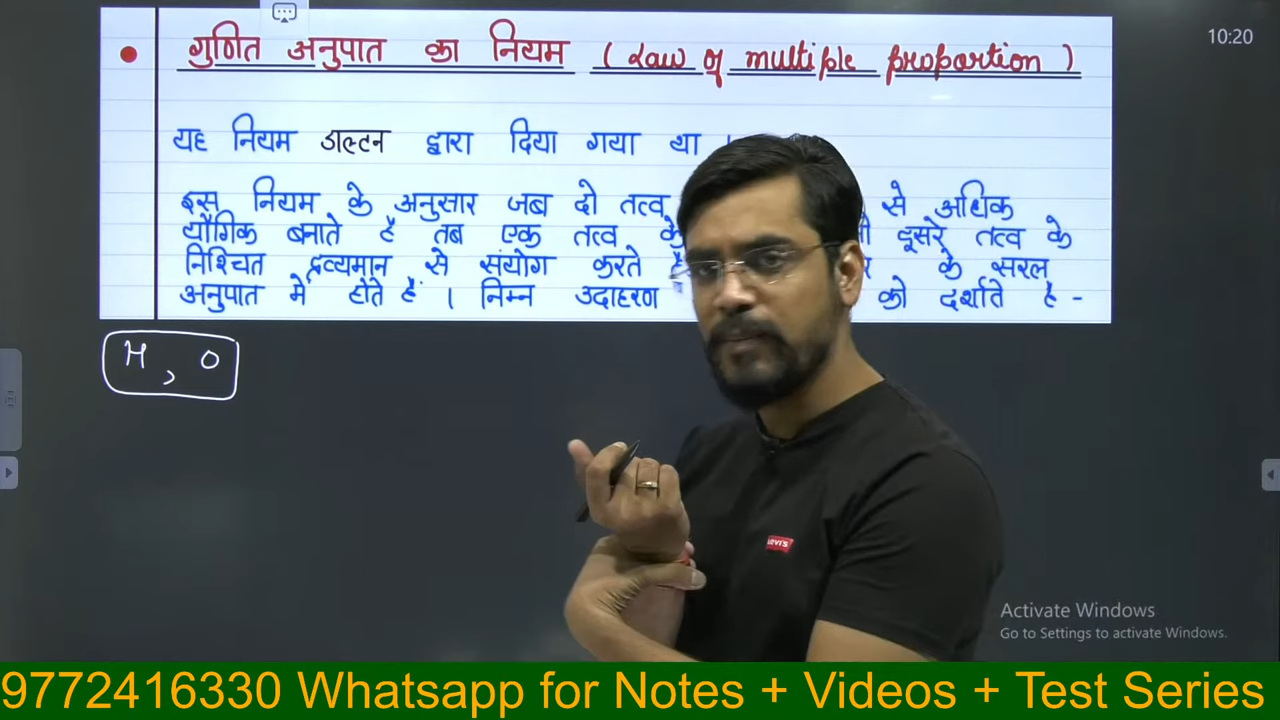 10:20
गुणित अनुपात का नियम ( Law of multiple proportion )
यह नियम डाल्टन द्वारा दिया गया था ।
इस नियम के अनुसार जब दो तत्व से अधिक
यौगिक बनाते है तब एक तत्व के दूसरे तत्व के
निश्चित द्रव्यमान से संयोग करते के सरल
अनुपात में होते हैं । निम्न उदाहरण को दर्शाते है -
H , O
Levi's
Activate Windows
Go to Settings to activate Windows.
9772416330 Whatsapp for Notes + Videos + Test Series